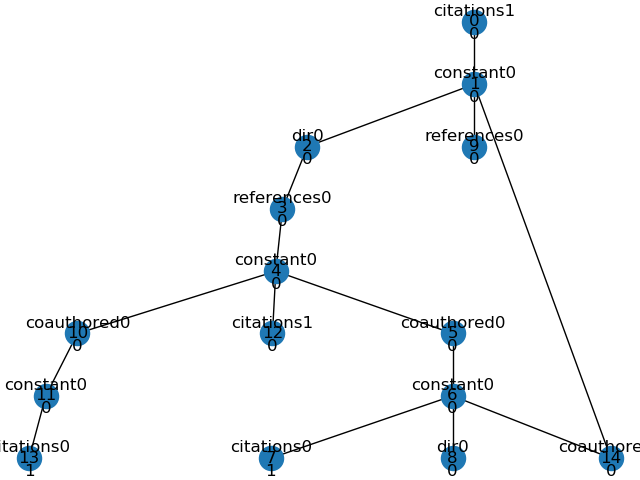 citations1
0
0
constant0
1
0
dir0
2
0
references0
9
0
references0
3
0
constant0
4
0
coauthored0
10
0
citations1
12
0
coauthored0
5
0
constant0
11
0
constant0
6
0
itations0
13
1
citations0
7
1
dir0
8
0
coauthore
14
0